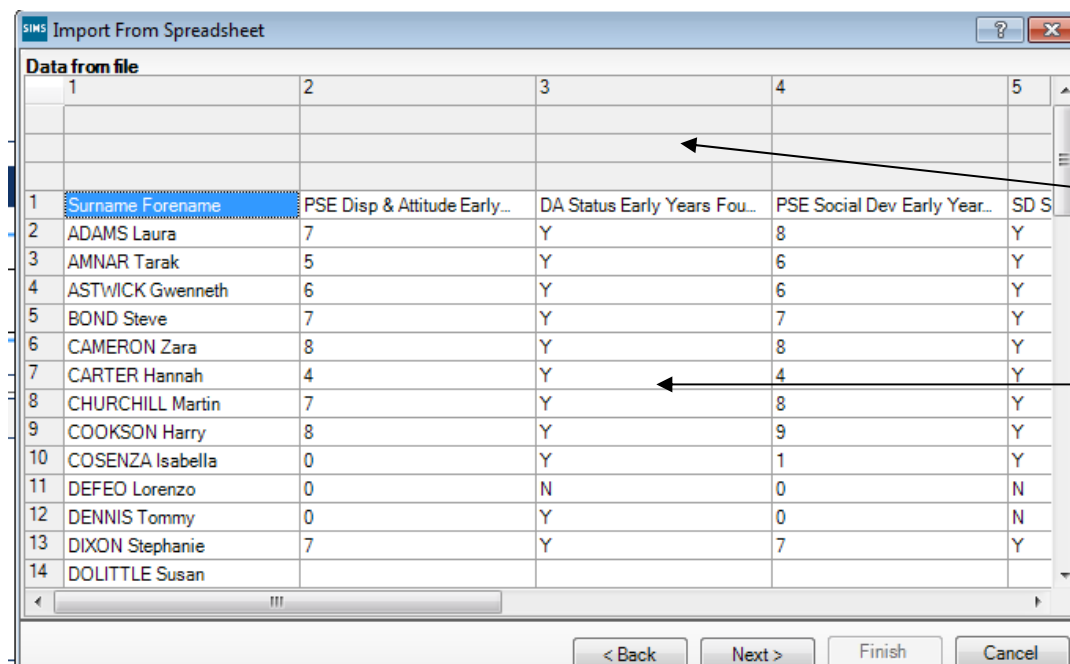 SIMS Import From Spreadsheet ?
Data from file
1 2 3 4 5
1 Surname Forename PSE Disp & Attitude Early... DA Status Early Years Fou... PSE Social Dev Early Year... SD S
2 ADAMS Laura 7 Y 8 Y
3 AMNAR Tarak 5 Y 6 Y
4 ASTWICK Gwenneth 6 Y 6 Y
5 BOND Steve 7 Y 7 Y
6 CAMERON Zara 8 Y 8 Y
7 CARTER Hannah 4 Y 4 Y
8 CHURCHILL Martin 7 Y 8 Y
9 COOKSON Harry 8 Y 9 Y
10 COSENZA Isabella 0 Y 1 Y
11 DEFEO Lorenzo 0 N 0 N
12 DENNIS Tommy 0 Y 0 N
13 DIXON Stephanie 7 Y 7 Y
14 DOLITTLE Susan
< Back Next > Finish Cancel